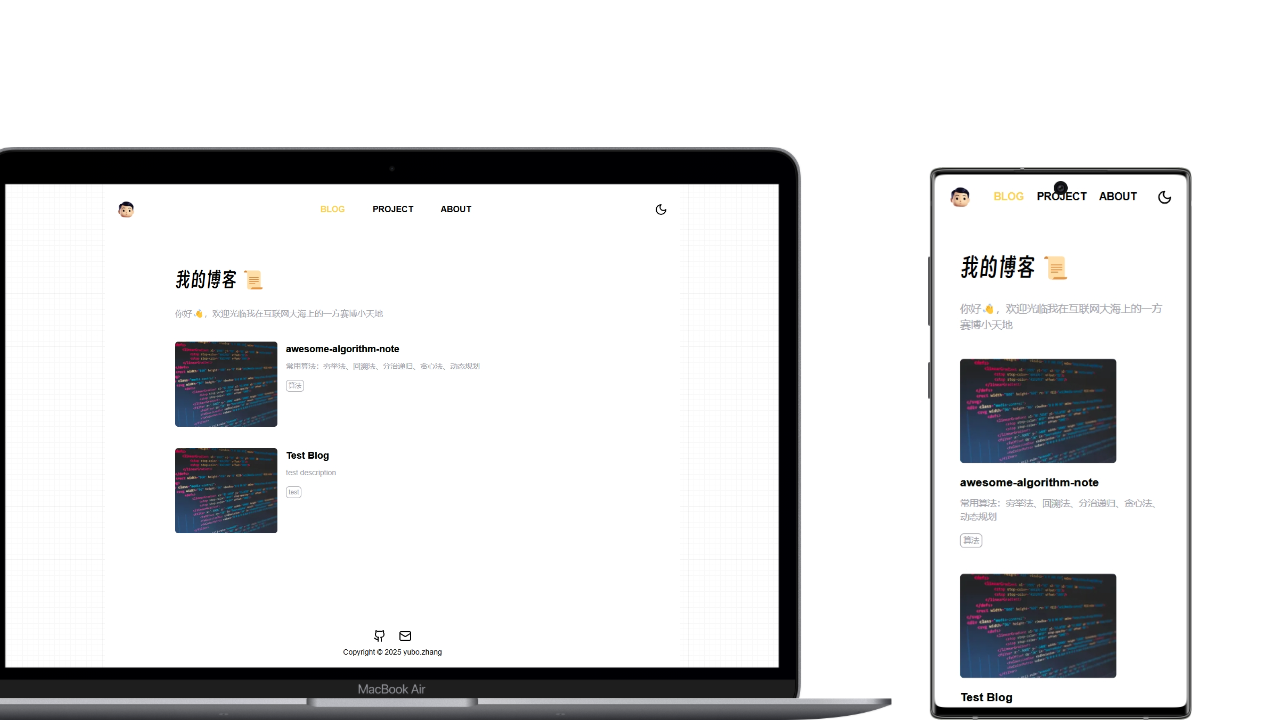 BLOG PROJECT ABOUT
我的博客
你好👋，欢迎光临我在互联网大海上的一方赛博小天地
awesome-algorithm-note
常用算法：穷举法、回溯法、分治递归、贪心法、动态规划
算法
Test Blog
test description
test
Copyright © 2025 yubo.zhang
MacBook Air
BLOG PROJECT ABOUT
我的博客
你好👋，欢迎光临我在互联网大海上的一方
赛博小天地
awesome-algorithm-note
常用算法：穷举法、回溯法、分治递归、贪心法、
动态规划
算法
Test Blog